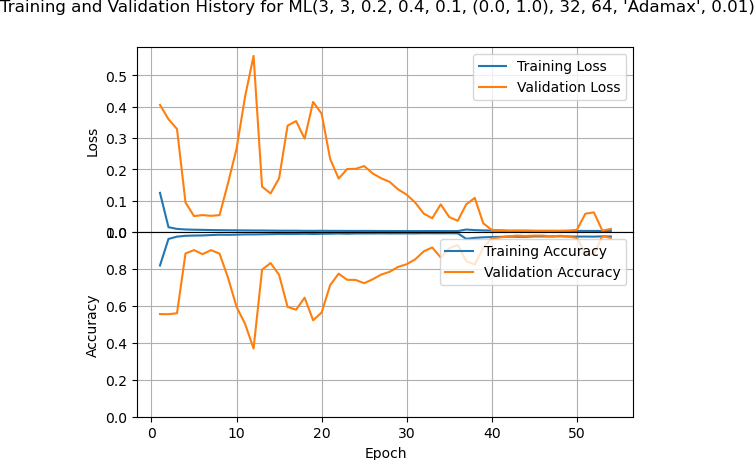 Training and Validation History for ML(3, 3, 0.2, 0.4, 0.1, (0.0, 1.0), 32, 64, 'Adamax', 0.01)
0.5
0.4
0.3
0.2
0.1
Loss
Training Loss
Validation Loss
1.0
0.8
0.6
0.4
0.2
0.0
Accuracy
Training Accuracy
Validation Accuracy
0 10 20 30 40 50
Epoch